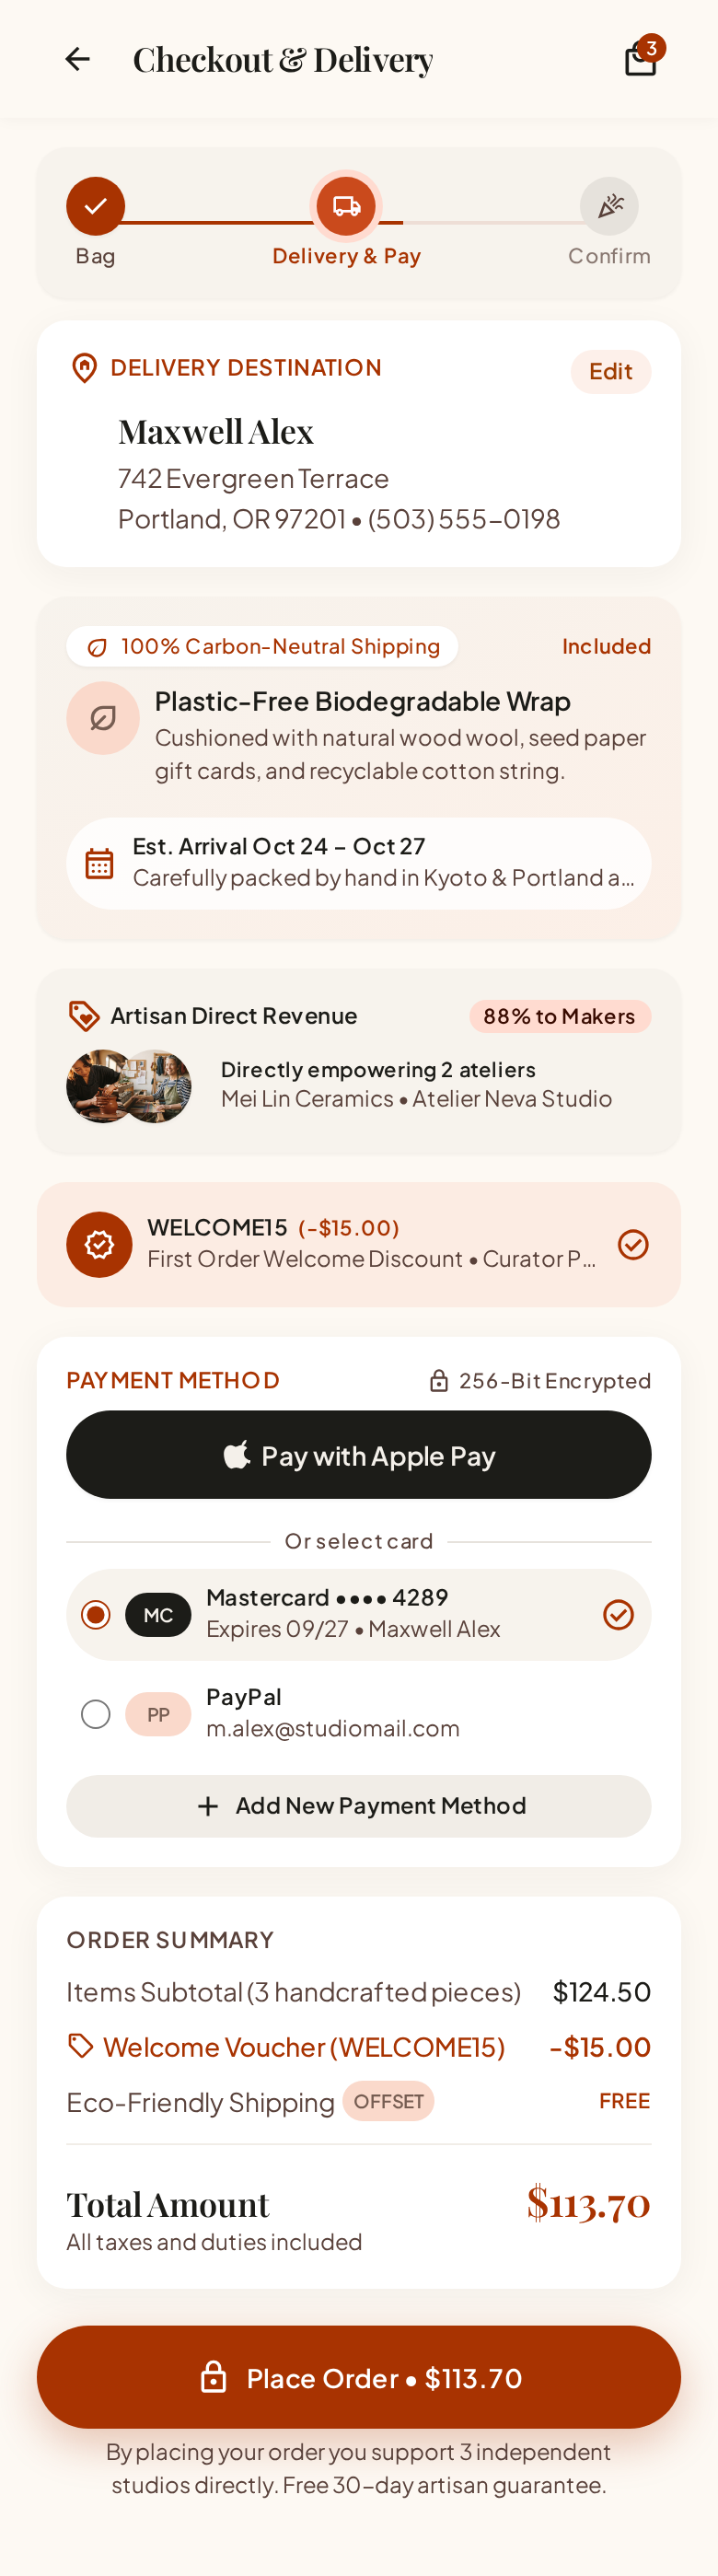 Checkout & Delivery
3
Bag
Delivery & Pay
Confirm
DELIVERY DESTINATION
Edit
Maxwell Alex
742 Evergreen Terrace
Portland, OR 97201 • (503) 555-0198
100% Carbon-Neutral Shipping
Included
Plastic-Free Biodegradable Wrap
Cushioned with natural wood wool, seed paper
gift cards, and recyclable cotton string.
Est. Arrival Oct 24 – Oct 27
Carefully packed by hand in Kyoto & Portland a...
Artisan Direct Revenue
88% to Makers
Directly empowering 2 ateliers
Mei Lin Ceramics • Atelier Neva Studio
WELCOME15 (-$15.00)
First Order Welcome Discount • Curator P...
PAYMENT METHOD
256-Bit Encrypted
Pay with Apple Pay
Or select card
MC
Mastercard •••• 4289
Expires 09/27 • Maxwell Alex
PP
PayPal
m.alex@studiomail.com
Add New Payment Method
ORDER SUMMARY
Items Subtotal (3 handcrafted pieces) $124.50
Welcome Voucher (WELCOME15) -$15.00
Eco-Friendly Shipping OFFSET FREE
Total Amount $113.70
All taxes and duties included
Place Order • $113.70
By placing your order you support 3 independent
studios directly. Free 30-day artisan guarantee.